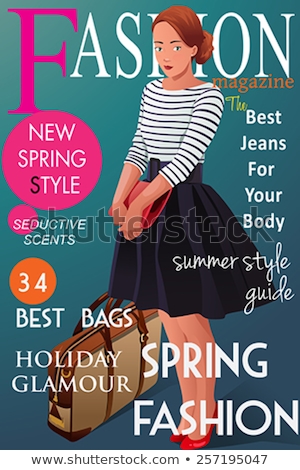 FASHION
magazine
The
Best
Jeans
For
Your
Body
NEW
SPRING
STYLE
SEDUCTIVE
SCENTS
summer style
guide
34
BEST BAGS
HOLIDAY
GLAMOUR
SPRING
FASHION
shutterstock
www.shutterstock.com · 257195047